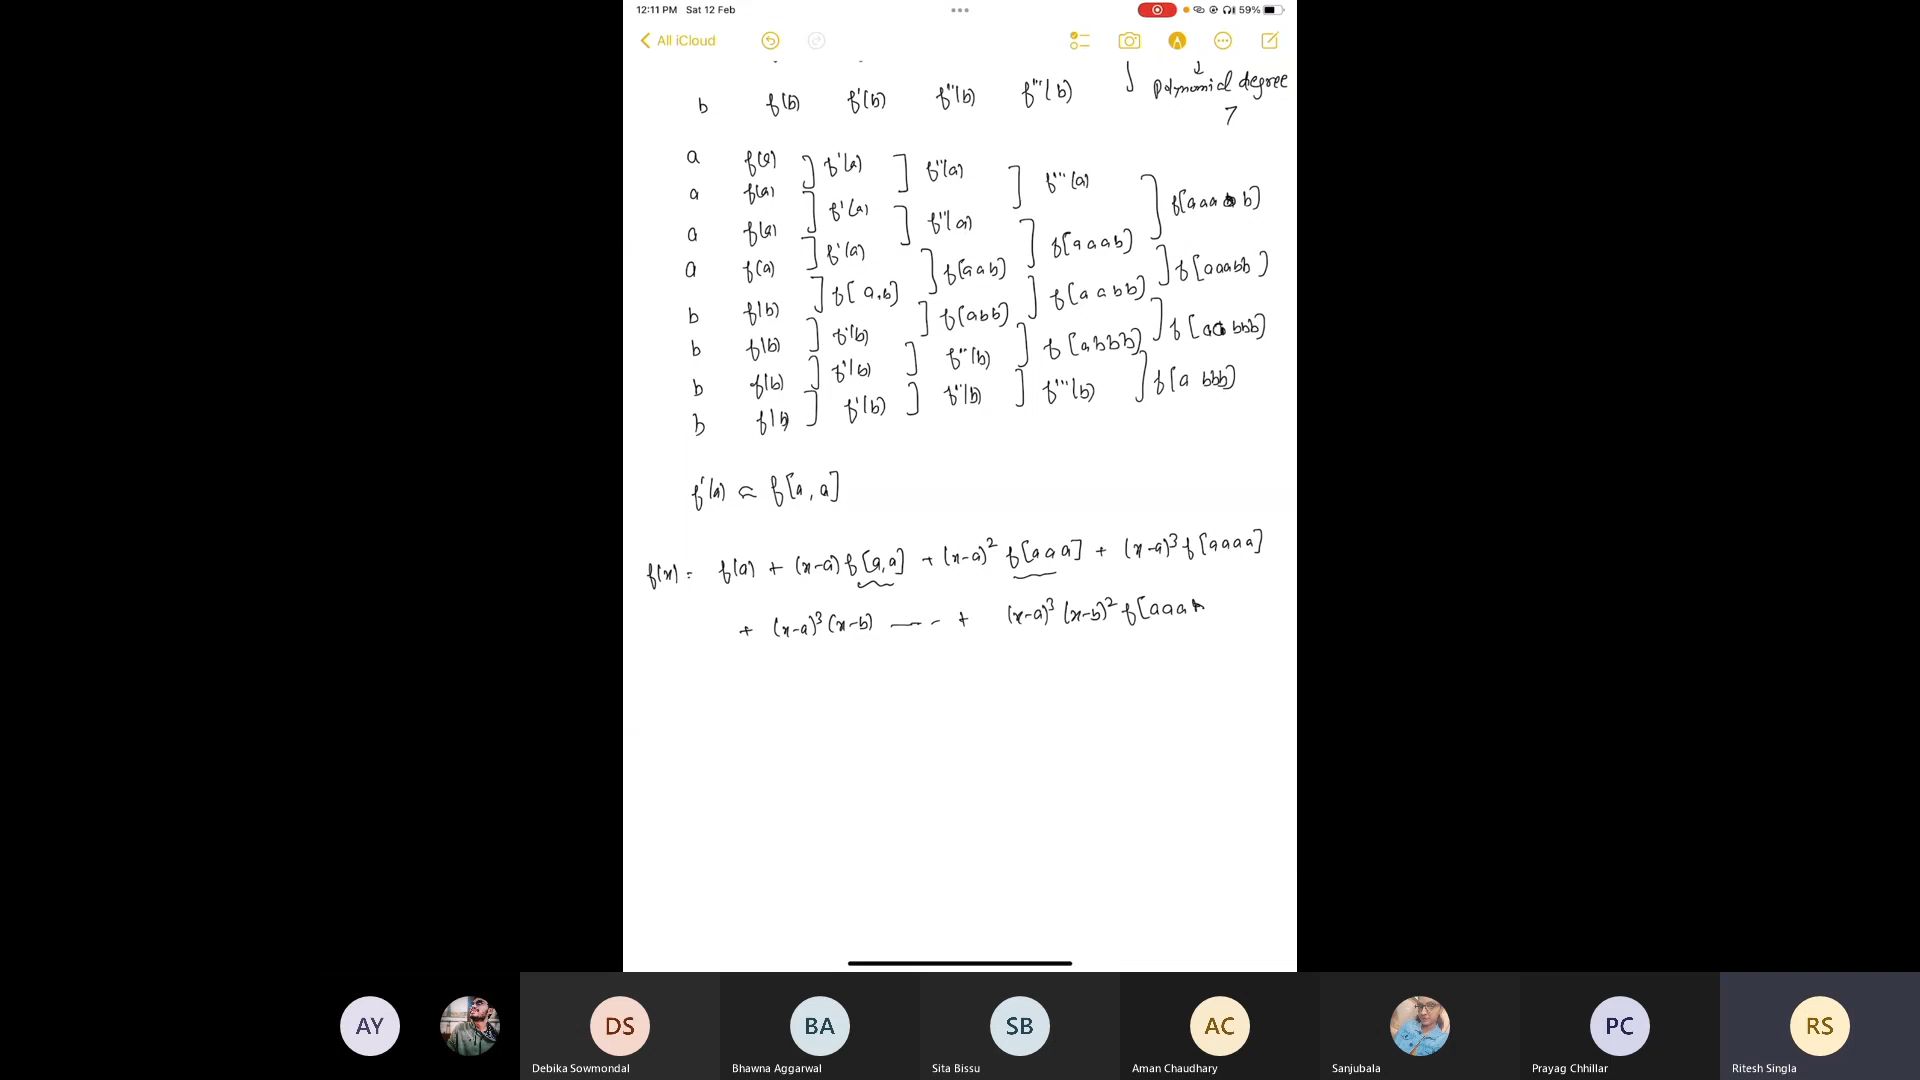 12:11 PM Sat 12 Feb 59%
All iCloud
b f(b) f'(b) f''(b) f'''(b) Polynomial degree
7
a f(a) ] f'(a) ] f''(a) ] f'''(a) ] f[aaaab]
a f(a)
] f'(a) ] f''(a) ] f[aaab]
a f(a)
] f'(a) ] f[aab] ] f[aaabb]
a f(a)
] f[a,b] ] f[aabb]
b f(b) ] f[abb] ] f[aabbb]
] f'(b) ] f[abbb]
b f(b) ] f''(b)
] f'(b) ] f'''(b) ] f[abbb]
b f(b) ] f''(b)
] f'(b)
b f(b)
f'(a) ≃ f[a,a]
f(x) = f(a) + (x-a) f[a,a] + (x-a)² f[aaa] + (x-a)³ f[aaaa]
+ (x-a)³ (x-b) ---- + (x-a)³ (x-b)² f[aaa
AY DS BA SB AC PC RS
Debika Sowmondal Bhawna Aggarwal Sita Bissu Aman Chaudhary Sanjubala Prayag Chhillar Ritesh Singla